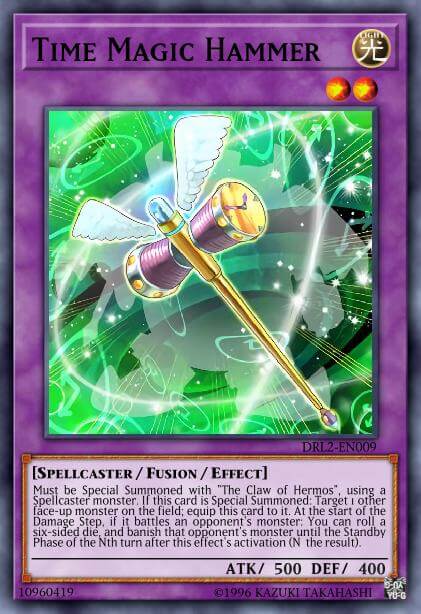 TIME MAGIC HAMMER
LIGHT
光
DRL2-EN009
[SPELLCASTER / FUSION / EFFECT]
Must be Special Summoned with "The Claw of Hermos", using a
Spellcaster monster. If this card is Special Summoned: Target 1 other
face-up monster on the field; equip this card to it. At the start of the
Damage Step, if it battles an opponent's monster: You can roll a
six-sided die, and banish that opponent's monster until the Standby
Phase of the Nth turn after this effect's activation (N the result).
ATK/ 500 DEF/ 400
10960419
©1996 KAZUKI TAKAHASHI